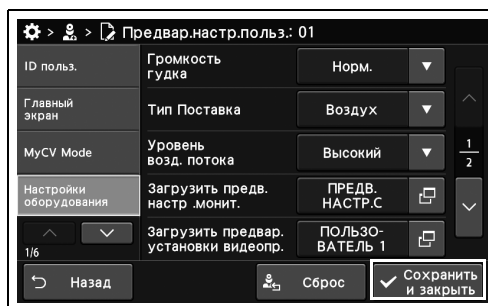 > > Предвар.настр.польз.: 01
ID польз.
Главный
экран
MyCV Mode
Настройки
оборудования
1/6
Громкость
гудка
Норм.
Тип Поставка
Воздух
Уровень
возд. потока
Высокий
Загрузить предв.
настр .монит.
ПРЕДВ.
НАСТР.С
Загрузить предвар.
установки видеопр.
ПОЛЬЗО-
ВАТЕЛЬ 1
1
2
Назад
Сброс
Сохранить
и закрыть